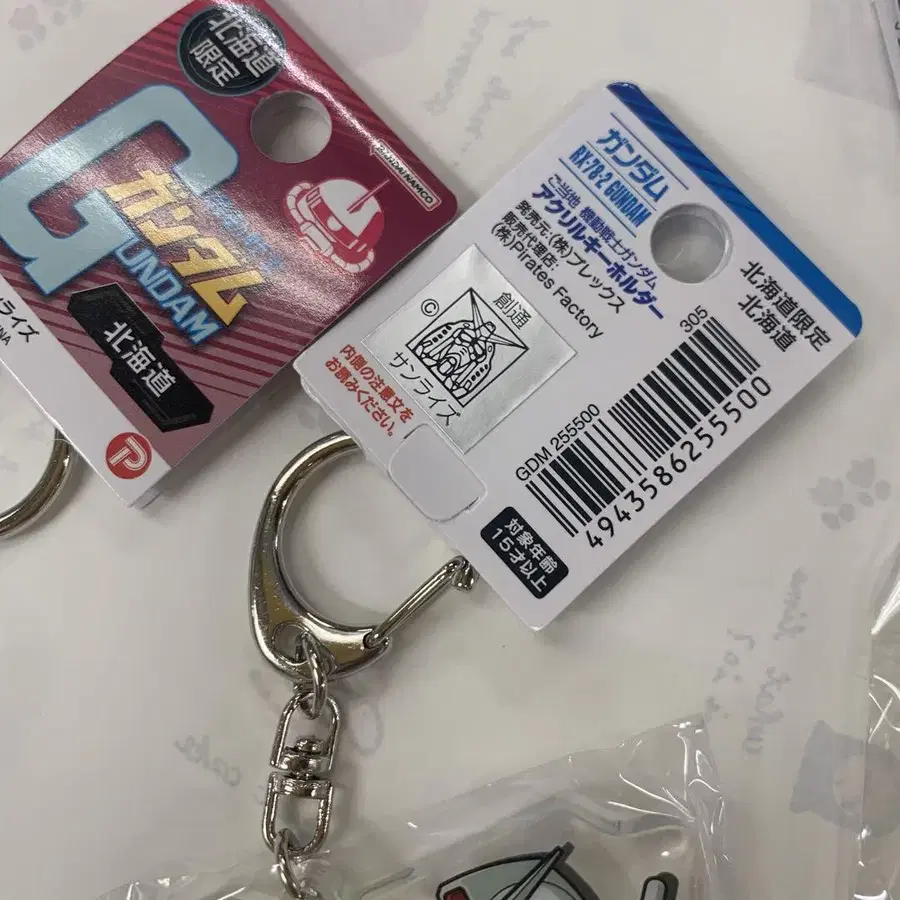 北海道
限定
BANDAI NAMCO
G
ガンダム
UNDAM
北海道
ガンダム
RX-78-2 GUNDAM
ご当地 機動戦士ガンダム
アクリルキーホルダー
発売元:(株)プレックス
販売代理店:
(株)Pirates Factory
©
創通
サンライズ
内側の注意文を
お読みください。
北海道限定
北海道
305
GDM 255500
4943586255500
対象年齢
15才以上